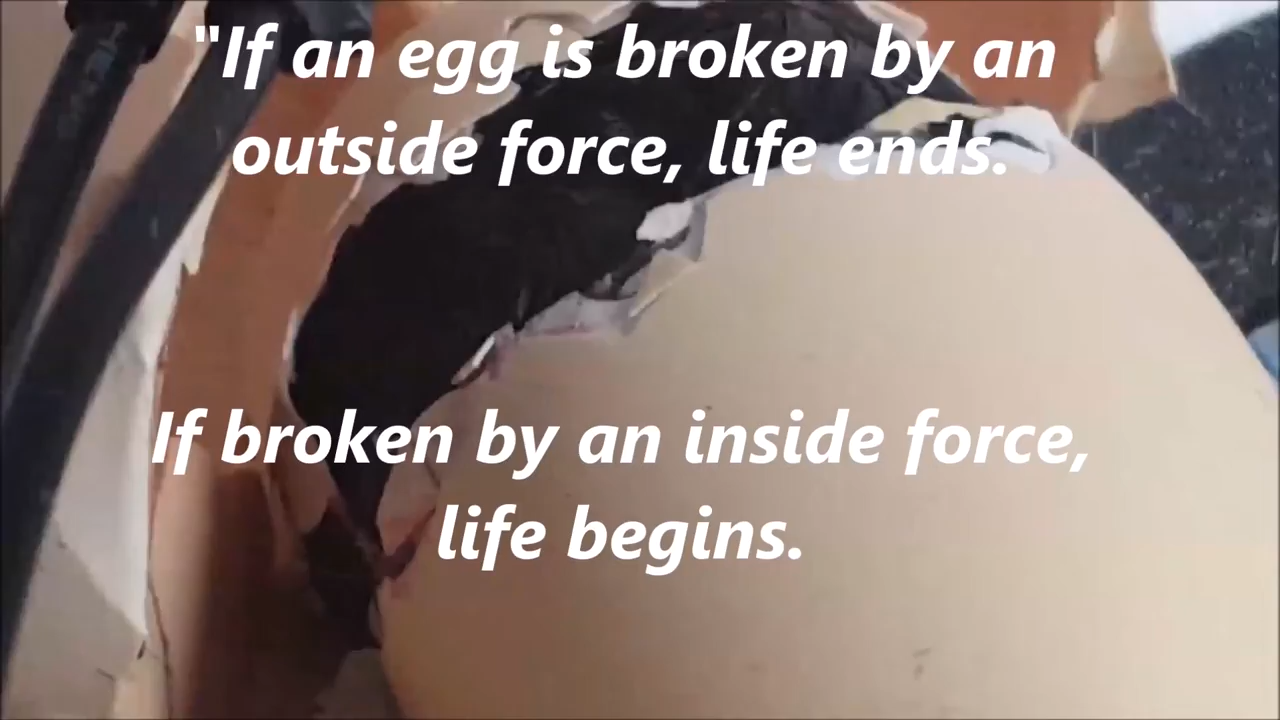 "If an egg is broken by an
outside force, life ends.
If broken by an inside force,
life begins.